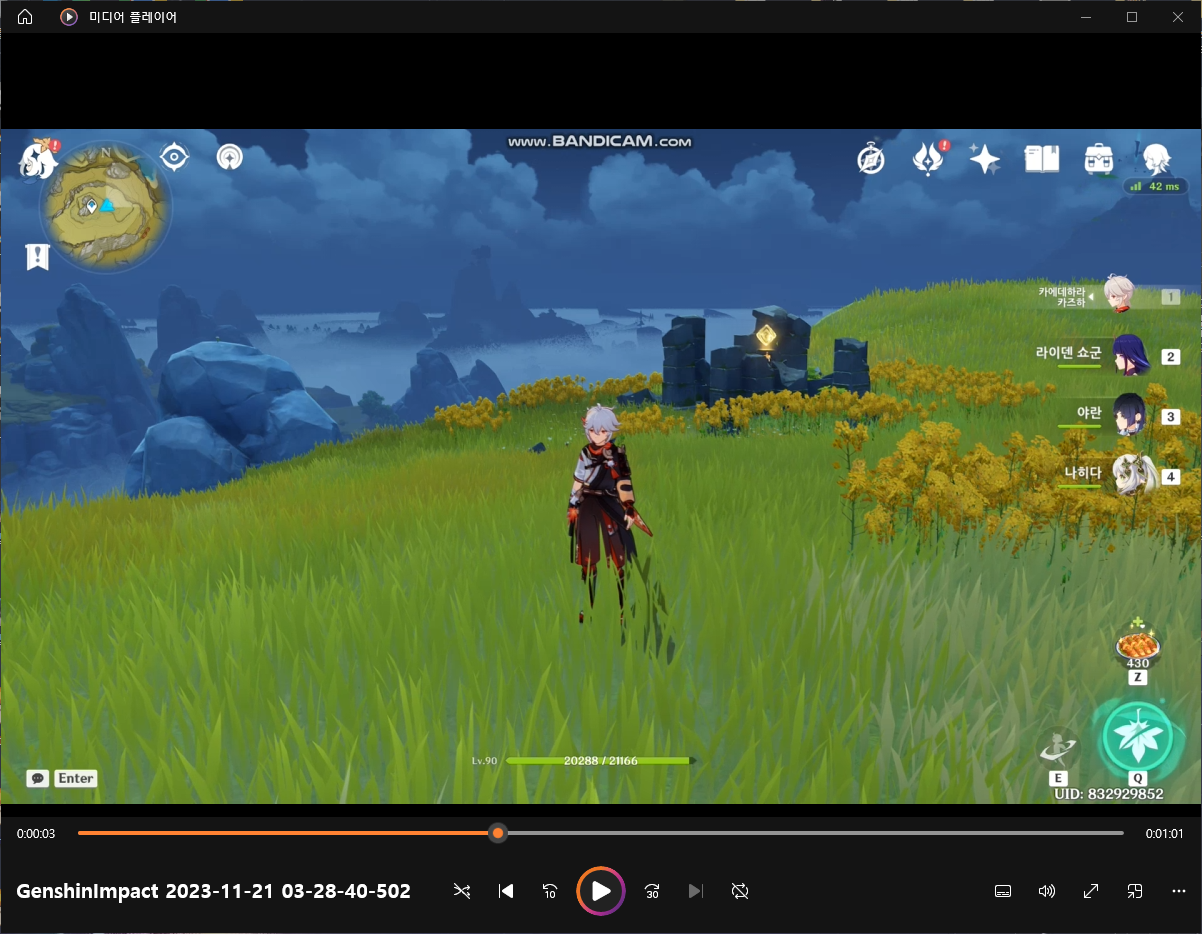 미디어 플레이어
www.BANDICAM.com
N
42 ms
카에데하라
카즈하
1
라이덴 쇼군
2
야란
3
나히다
4
430
Z
Lv.90
20288 / 21166
Enter
E
Q
UID: 832929852
0:00:03
0:01:01
GenshinImpact 2023-11-21 03-28-40-502
10
30